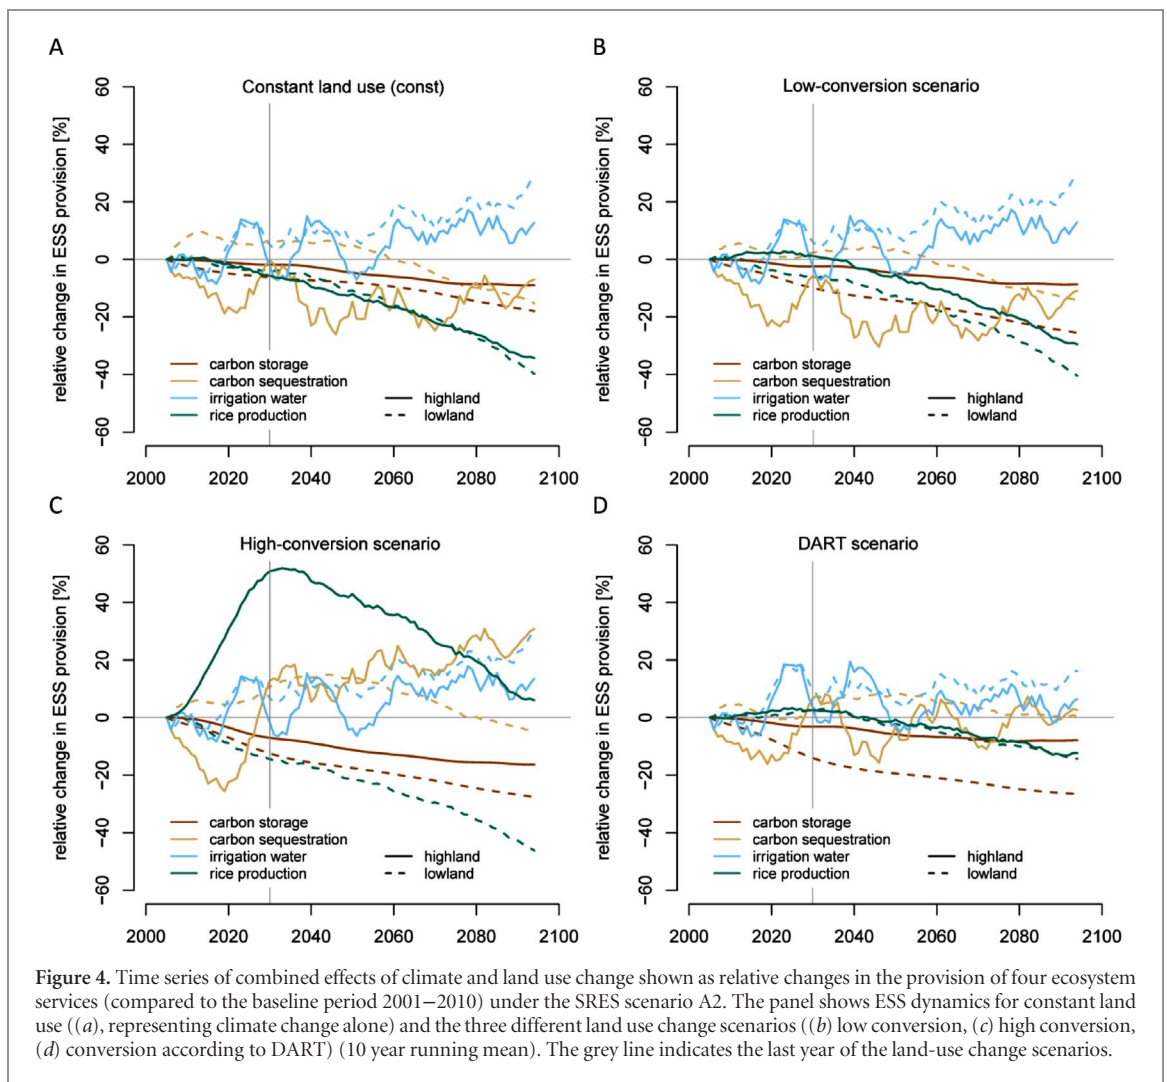 A
Constant land use (const)
relative change in ESS provision [%]
60
40
20
0
−20
−40
−60
carbon storage
carbon sequestration
irrigation water highland
rice production lowland
2000 2020 2040 2060 2080 2100
B
Low-conversion scenario
relative change in ESS provision [%]
60
40
20
0
−20
−40
−60
carbon storage
carbon sequestration
irrigation water highland
rice production lowland
2000 2020 2040 2060 2080 2100
C
High-conversion scenario
relative change in ESS provision [%]
60
40
20
0
−20
−40
−60
carbon storage
carbon sequestration
irrigation water highland
rice production lowland
2000 2020 2040 2060 2080 2100
D
DART scenario
relative change in ESS provision [%]
60
40
20
0
−20
−40
−60
carbon storage
carbon sequestration
irrigation water highland
rice production lowland
2000 2020 2040 2060 2080 2100
Figure 4. Time series of combined effects of climate and land use change shown as relative changes in the provision of four ecosystem
services (compared to the baseline period 2001−2010) under the SRES scenario A2. The panel shows ESS dynamics for constant land
use ((a), representing climate change alone) and the three different land use change scenarios ((b) low conversion, (c) high conversion,
(d) conversion according to DART) (10 year running mean). The grey line indicates the last year of the land-use change scenarios.